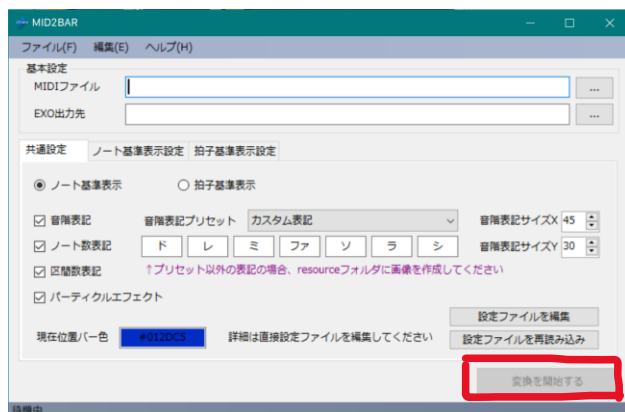 MID2BAR
ファイル(F) 編集(E) ヘルプ(H)
基本設定
MIDIファイル ...
EXO出力先 ...
共通設定 ノート基準表示設定 拍子基準表示設定
ノート基準表示 拍子基準表示
音階表記 音階表記プリセット カスタム表記 音階表記サイズX 45
ノート数表記 ド レ ミ ファ ソ ラ シ 音階表記サイズY 30
区間数表記 ↑プリセット以外の表記の場合、resourceフォルダに画像を作成してください
パーティクルエフェクト
設定ファイルを編集
現在位置バー色 #012DC5 詳細は直接設定ファイルを編集してください 設定ファイルを再読み込み
変換を開始する
待機中